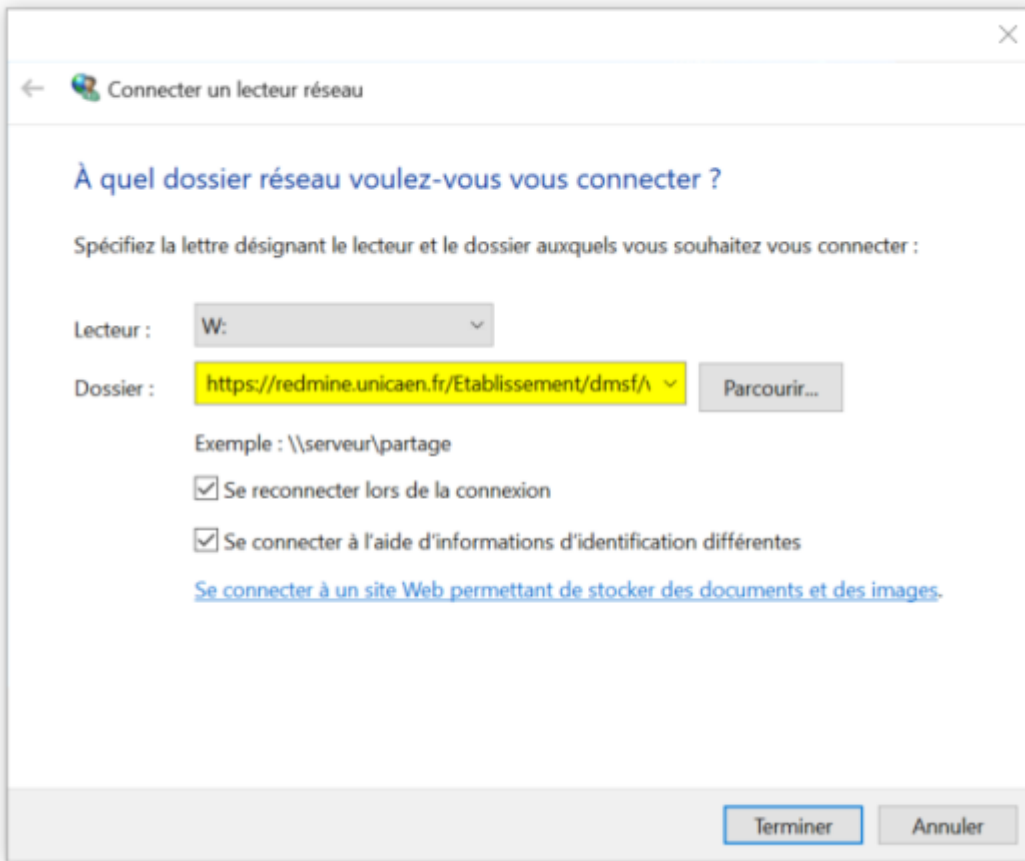 Connecter un lecteur réseau
À quel dossier réseau voulez-vous vous connecter ?
Spécifiez la lettre désignant le lecteur et le dossier auxquels vous souhaitez vous connecter :
Lecteur : W:
Dossier : https://redmine.unicaen.fr/Etablissement/dmsf/ Parcourir...
Exemple : \\serveur\partage
Se reconnecter lors de la connexion
Se connecter à l'aide d'informations d'identification différentes
Se connecter à un site Web permettant de stocker des documents et des images.
Terminer Annuler